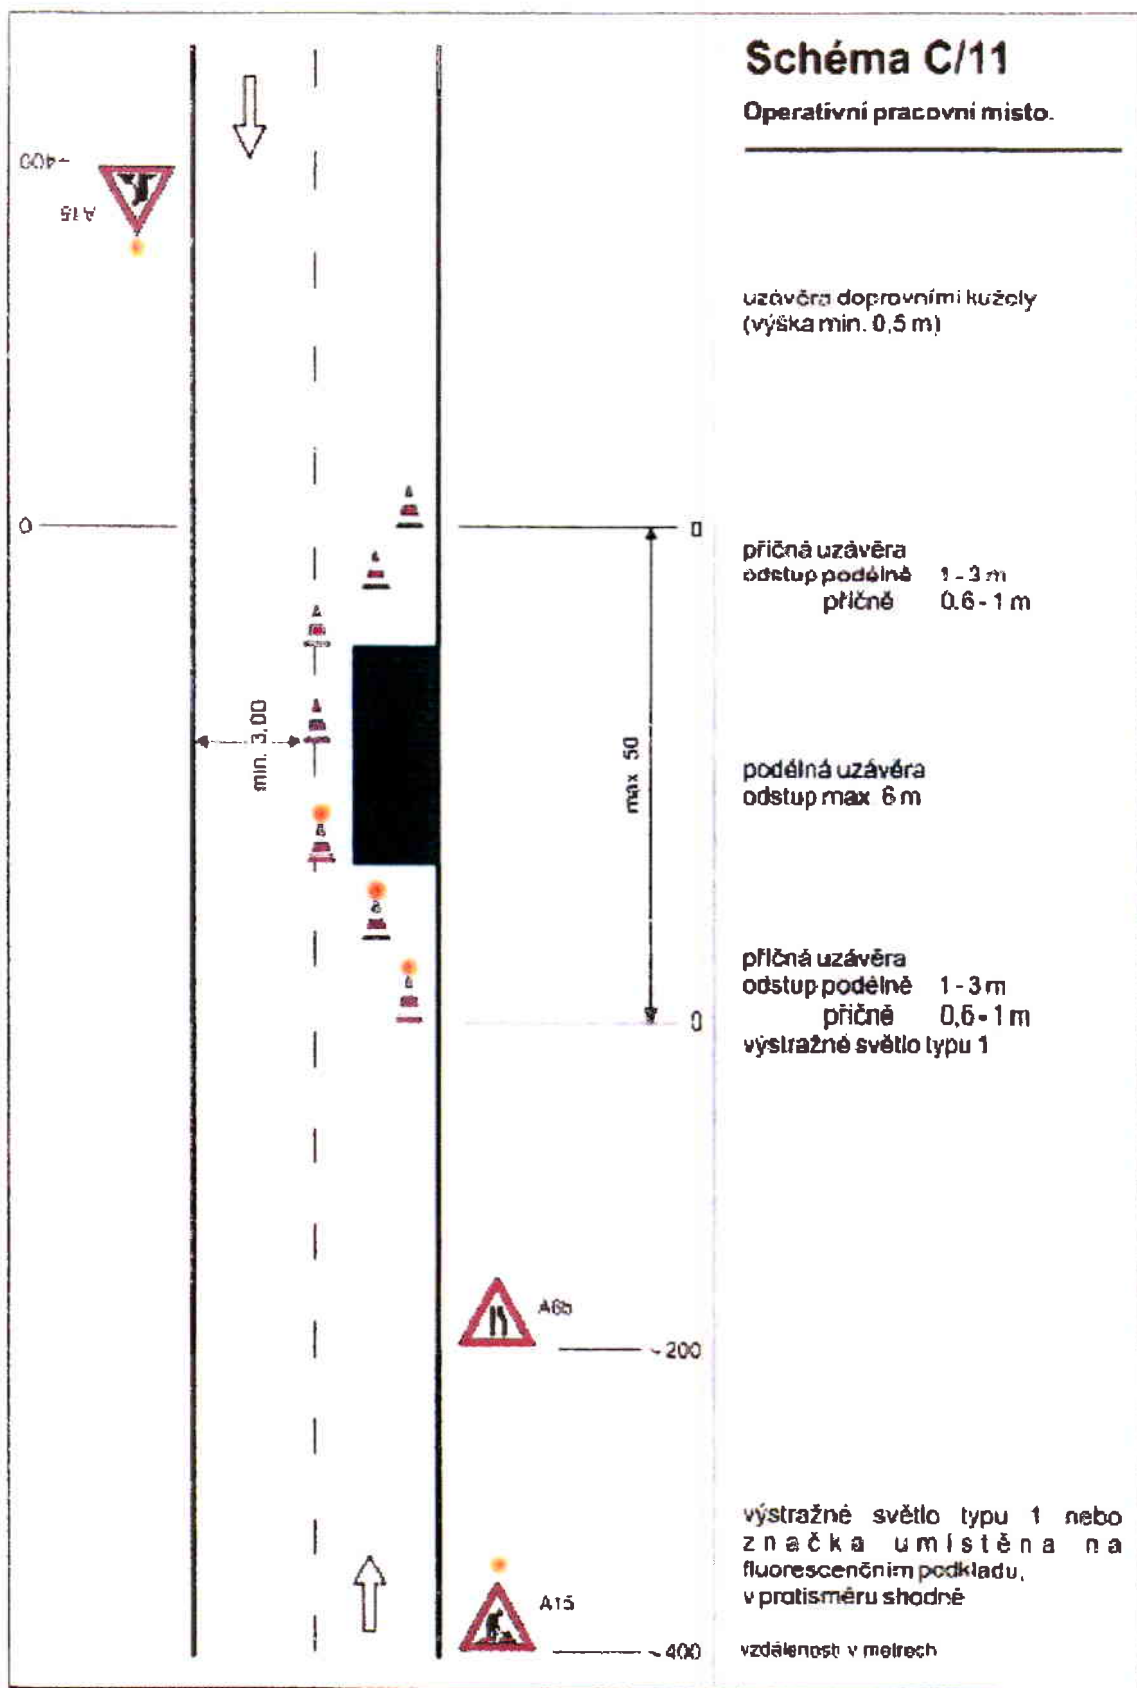 Schéma C/11
Operativní pracovní místo.
~400
A15
uzávěra doprovními kužely
(výška min. 0,5 m)
0
0
příčná uzávěra
odstup podélně 1 - 3 m
příčně 0.6 - 1 m
min. 3.00
max 50
podélná uzávěra
odstup max 6 m
příčná uzávěra
odstup podélně 1 - 3 m
příčně 0,6 - 1 m
výstražné světlo typu 1
0
A6b
~200
výstražné světlo typu 1 nebo
značka umístěna na
fluorescenčním podkladu,
v protisměru shodně
A15
~400
vzdálenosti v metrech